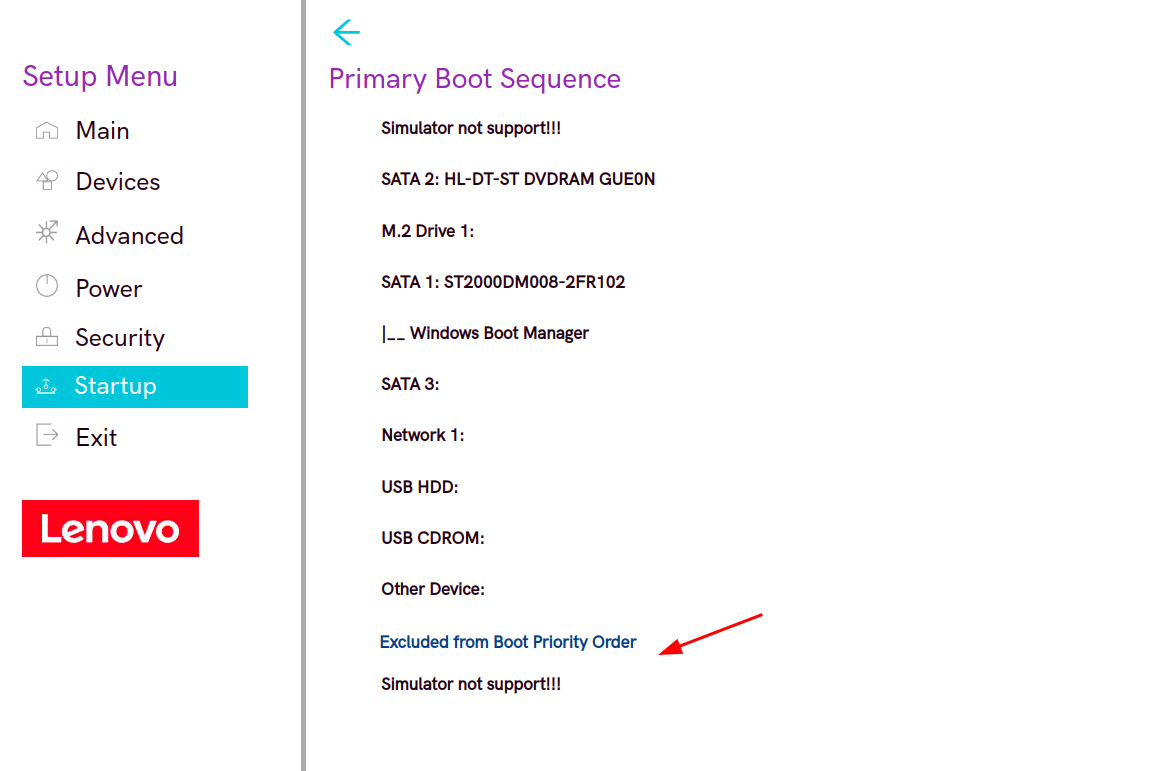 Setup Menu
Main
Devices
Advanced
Power
Security
Startup
Exit
Lenovo
Primary Boot Sequence
Simulator not support!!!
SATA 2: HL-DT-ST DVDRAM GUE0N
M.2 Drive 1:
SATA 1: ST2000DM008-2FR102
|__ Windows Boot Manager
SATA 3:
Network 1:
USB HDD:
USB CDROM:
Other Device:
Excluded from Boot Priority Order
Simulator not support!!!